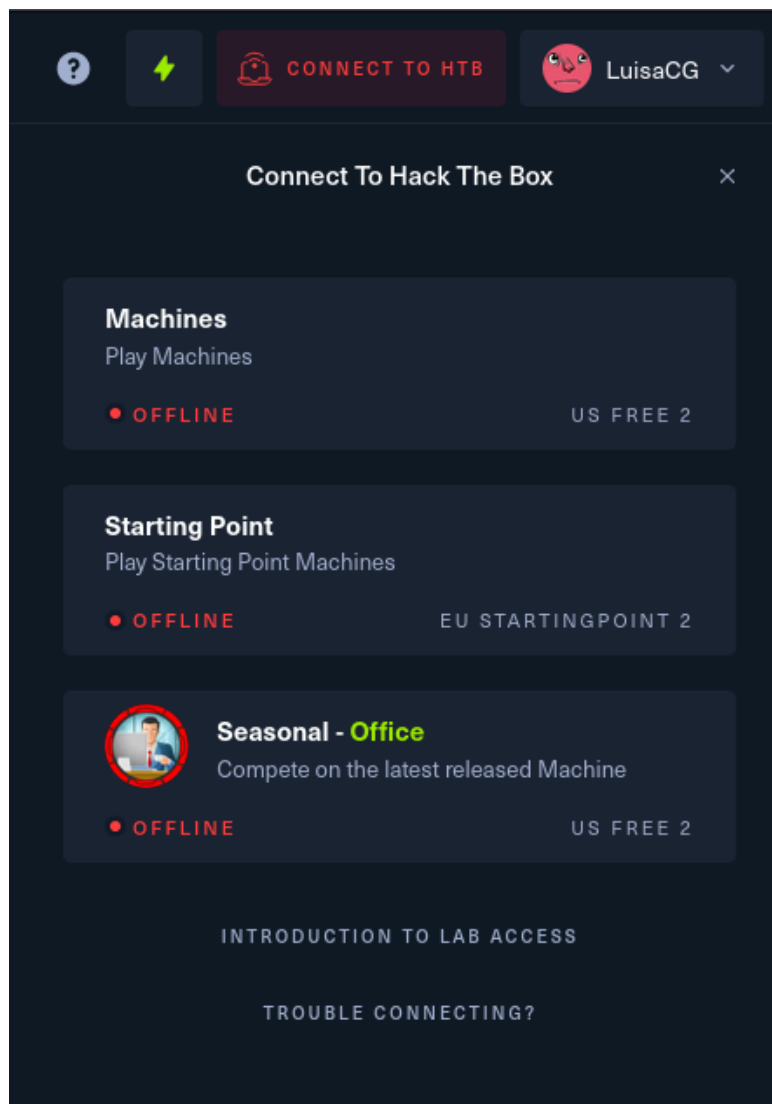 ?
CONNECT TO HTB
LuisaCG
Connect To Hack The Box
Machines
Play Machines
OFFLINE
US FREE 2
Starting Point
Play Starting Point Machines
OFFLINE
EU STARTINGPOINT 2
Seasonal - Office
Compete on the latest released Machine
OFFLINE
US FREE 2
INTRODUCTION TO LAB ACCESS
TROUBLE CONNECTING?